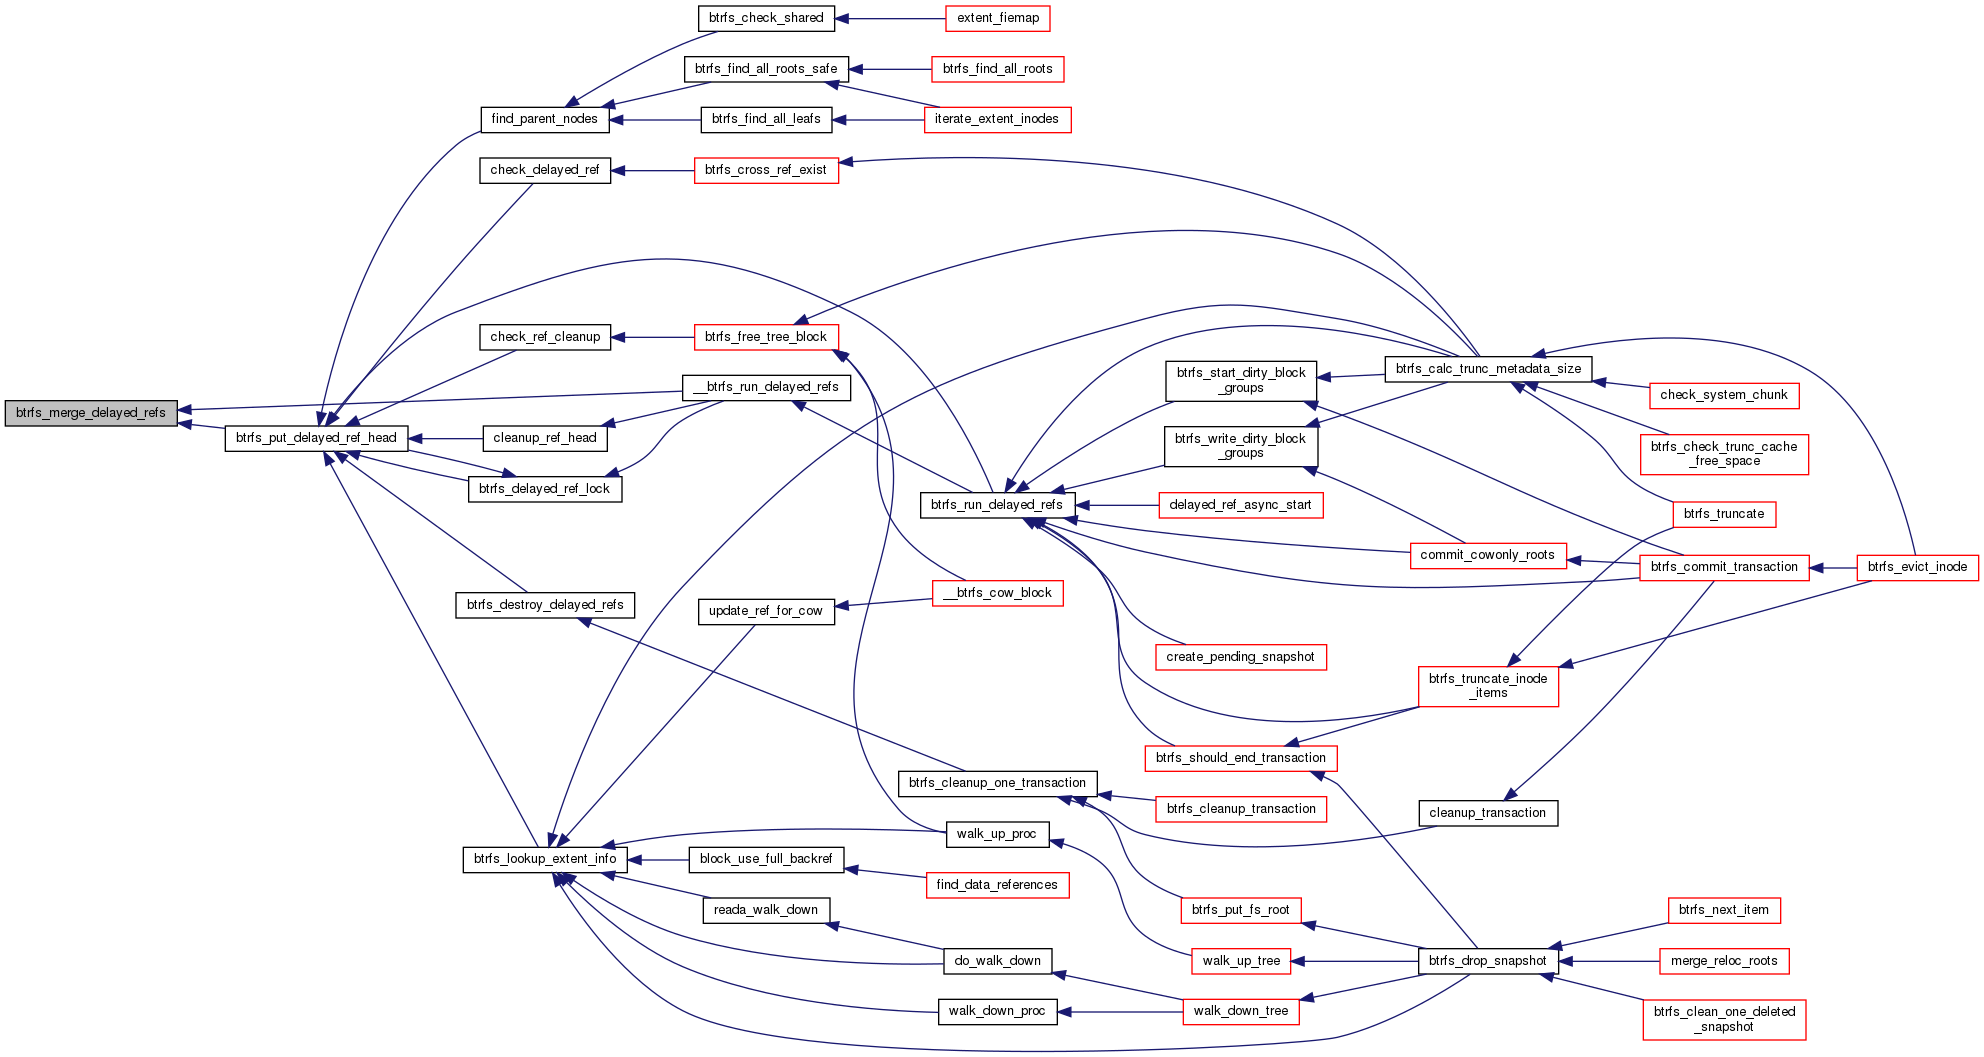 btrfs_merge_delayed_refs
btrfs_put_delayed_ref_head
find_parent_nodes
check_delayed_ref
check_ref_cleanup
cleanup_ref_head
btrfs_delayed_ref_lock
btrfs_destroy_delayed_refs
btrfs_lookup_extent_info
btrfs_check_shared
btrfs_find_all_roots_safe
btrfs_find_all_leafs
btrfs_cross_ref_exist
btrfs_free_tree_block
__btrfs_run_delayed_refs
update_ref_for_cow
block_use_full_backref
reada_walk_down
extent_fiemap
btrfs_find_all_roots
iterate_extent_inodes
btrfs_run_delayed_refs
__btrfs_cow_block
btrfs_cleanup_one_transaction
walk_up_proc
find_data_references
do_walk_down
walk_down_proc
btrfs_start_dirty_block
_groups
btrfs_write_dirty_block
_groups
delayed_ref_async_start
create_pending_snapshot
btrfs_should_end_transaction
btrfs_cleanup_transaction
btrfs_put_fs_root
walk_up_tree
walk_down_tree
btrfs_calc_trunc_metadata_size
commit_cowonly_roots
btrfs_truncate_inode
_items
cleanup_transaction
btrfs_drop_snapshot
check_system_chunk
btrfs_check_trunc_cache
_free_space
btrfs_truncate
btrfs_commit_transaction
btrfs_next_item
merge_reloc_roots
btrfs_clean_one_deleted
_snapshot
btrfs_evict_inode